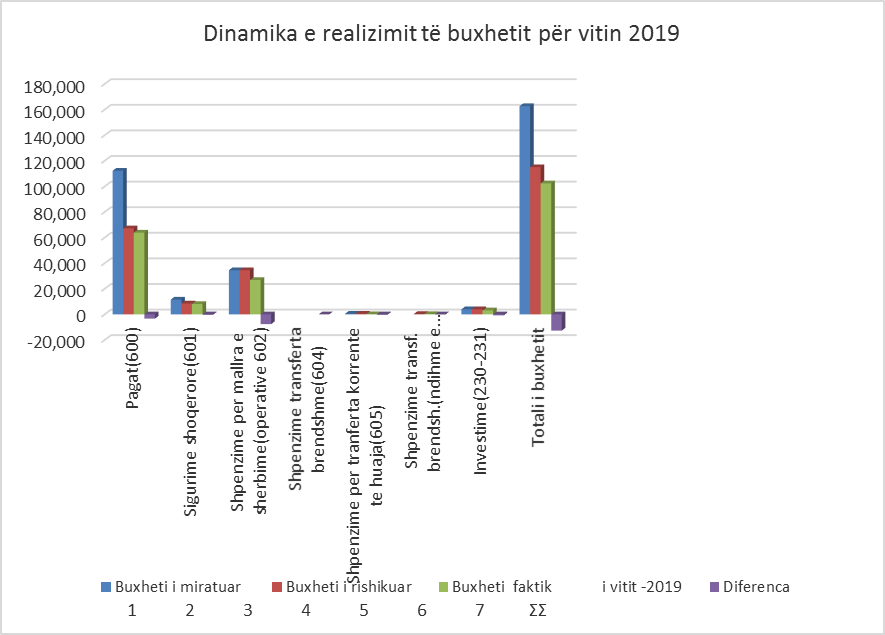 Dinamika e realizimit të buxhetit për vitin 2019
180,000
160,000
140,000
120,000
100,000
80,000
60,000
40,000
20,000
0
-20,000
Pagat(600)
Sigurime shoqerore(601)
Shpenzime per mallra e
sherbime(operative 602)
Shpenzime transferta
brendshme(604)
Shpenzime per tranferta korrente
te huaja(605)
Shpenzime transf.
brendsh.(ndihme e...
Investime(230-231)
Totali i buxhetit
Buxheti i miratuar Buxheti i rishikuar Buxheti faktik i vitit -2019 Diferenca
1 2 3 4 5 6 7 ΣΣ